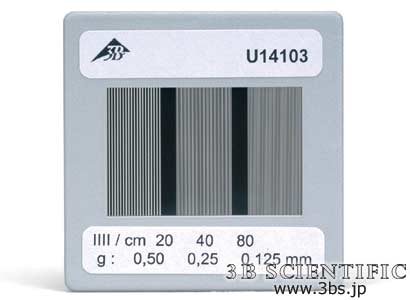 3B
U14103
IIII / cm 20 40 80
g : 0,50 0,25 0,125 mm
3B SCIENTIFIC
www.3bs.jp